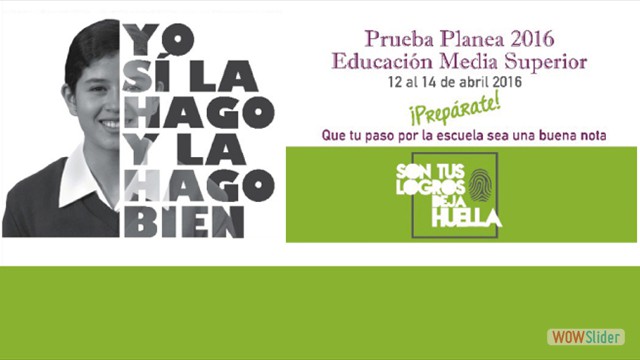 YO
SÍ LA
HAGO
Y LA
HAGO
BIEN
Prueba Planea 2016
Educación Media Superior
12 al 14 de abril 2016
¡Prepárate!
Que tu paso por la escuela sea una buena nota
SON TUS
LOGROS
DEJA
HUELLA
WOWSlider